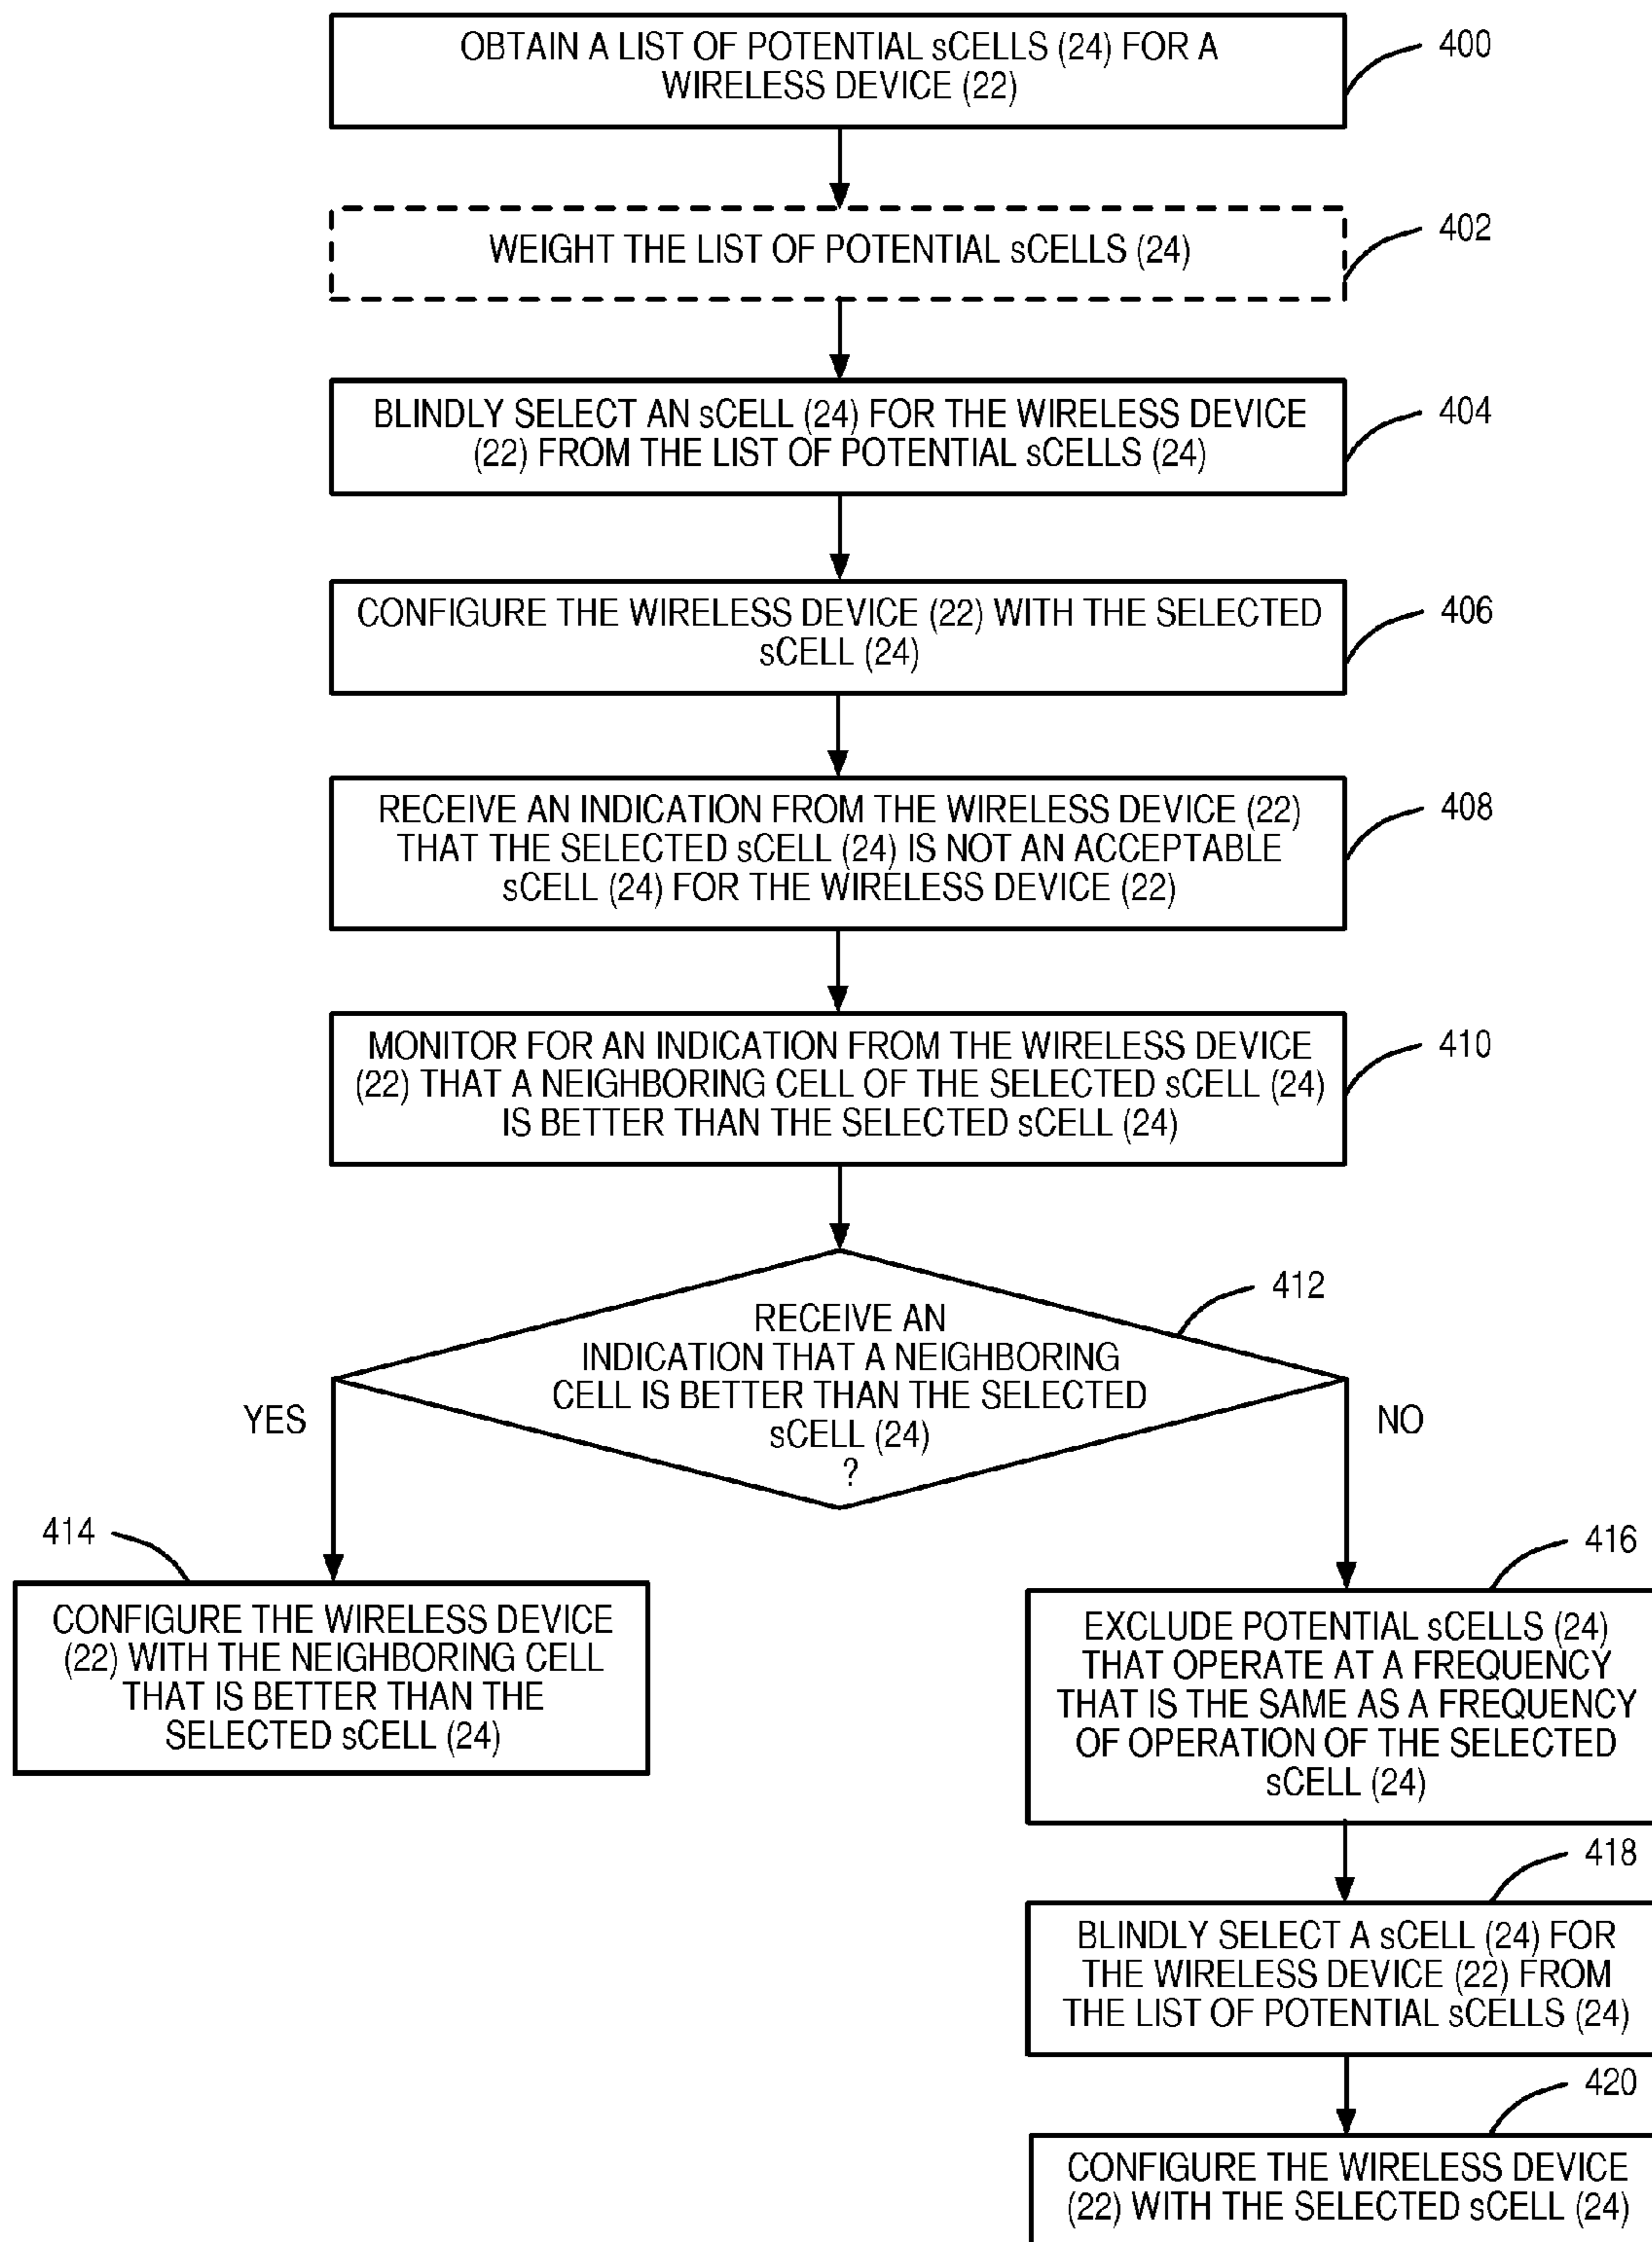 OBTAIN A LIST OF POTENTIAL sCELLS (24) FOR A
WIRELESS DEVICE (22)
400
WEIGHT THE LIST OF POTENTIAL sCELLS (24)
402
BLINDLY SELECT AN sCELL (24) FOR THE WIRELESS DEVICE
(22) FROM THE LIST OF POTENTIAL sCELLS (24)
404
CONFIGURE THE WIRELESS DEVICE (22) WITH THE SELECTED
sCELL (24)
406
RECEIVE AN INDICATION FROM THE WIRELESS DEVICE (22)
THAT THE SELECTED sCELL (24) IS NOT AN ACCEPTABLE
sCELL (24) FOR THE WIRELESS DEVICE (22)
408
MONITOR FOR AN INDICATION FROM THE WIRELESS DEVICE
(22) THAT A NEIGHBORING CELL OF THE SELECTED sCELL (24)
IS BETTER THAN THE SELECTED sCELL (24)
410
RECEIVE AN
INDICATION THAT A NEIGHBORING
CELL IS BETTER THAN THE SELECTED
sCELL (24)
?
412
YES
NO
414
CONFIGURE THE WIRELESS DEVICE
(22) WITH THE NEIGHBORING CELL
THAT IS BETTER THAN THE
SELECTED sCELL (24)
416
EXCLUDE POTENTIAL sCELLS (24)
THAT OPERATE AT A FREQUENCY
THAT IS THE SAME AS A FREQUENCY
OF OPERATION OF THE SELECTED
sCELL (24)
418
BLINDLY SELECT A sCELL (24) FOR
THE WIRELESS DEVICE (22) FROM
THE LIST OF POTENTIAL sCELLS (24)
420
CONFIGURE THE WIRELESS DEVICE
(22) WITH THE SELECTED sCELL (24)